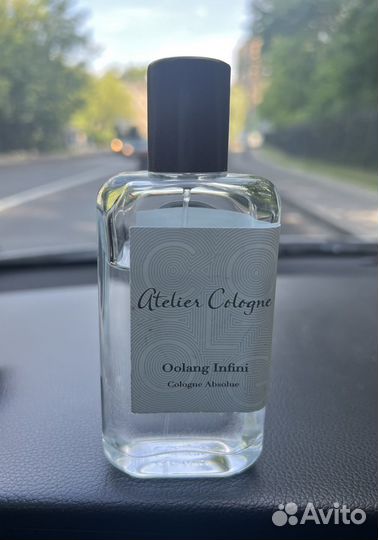 Atelier Cologne
Oolang Infini
Cologne Absolue
Avito